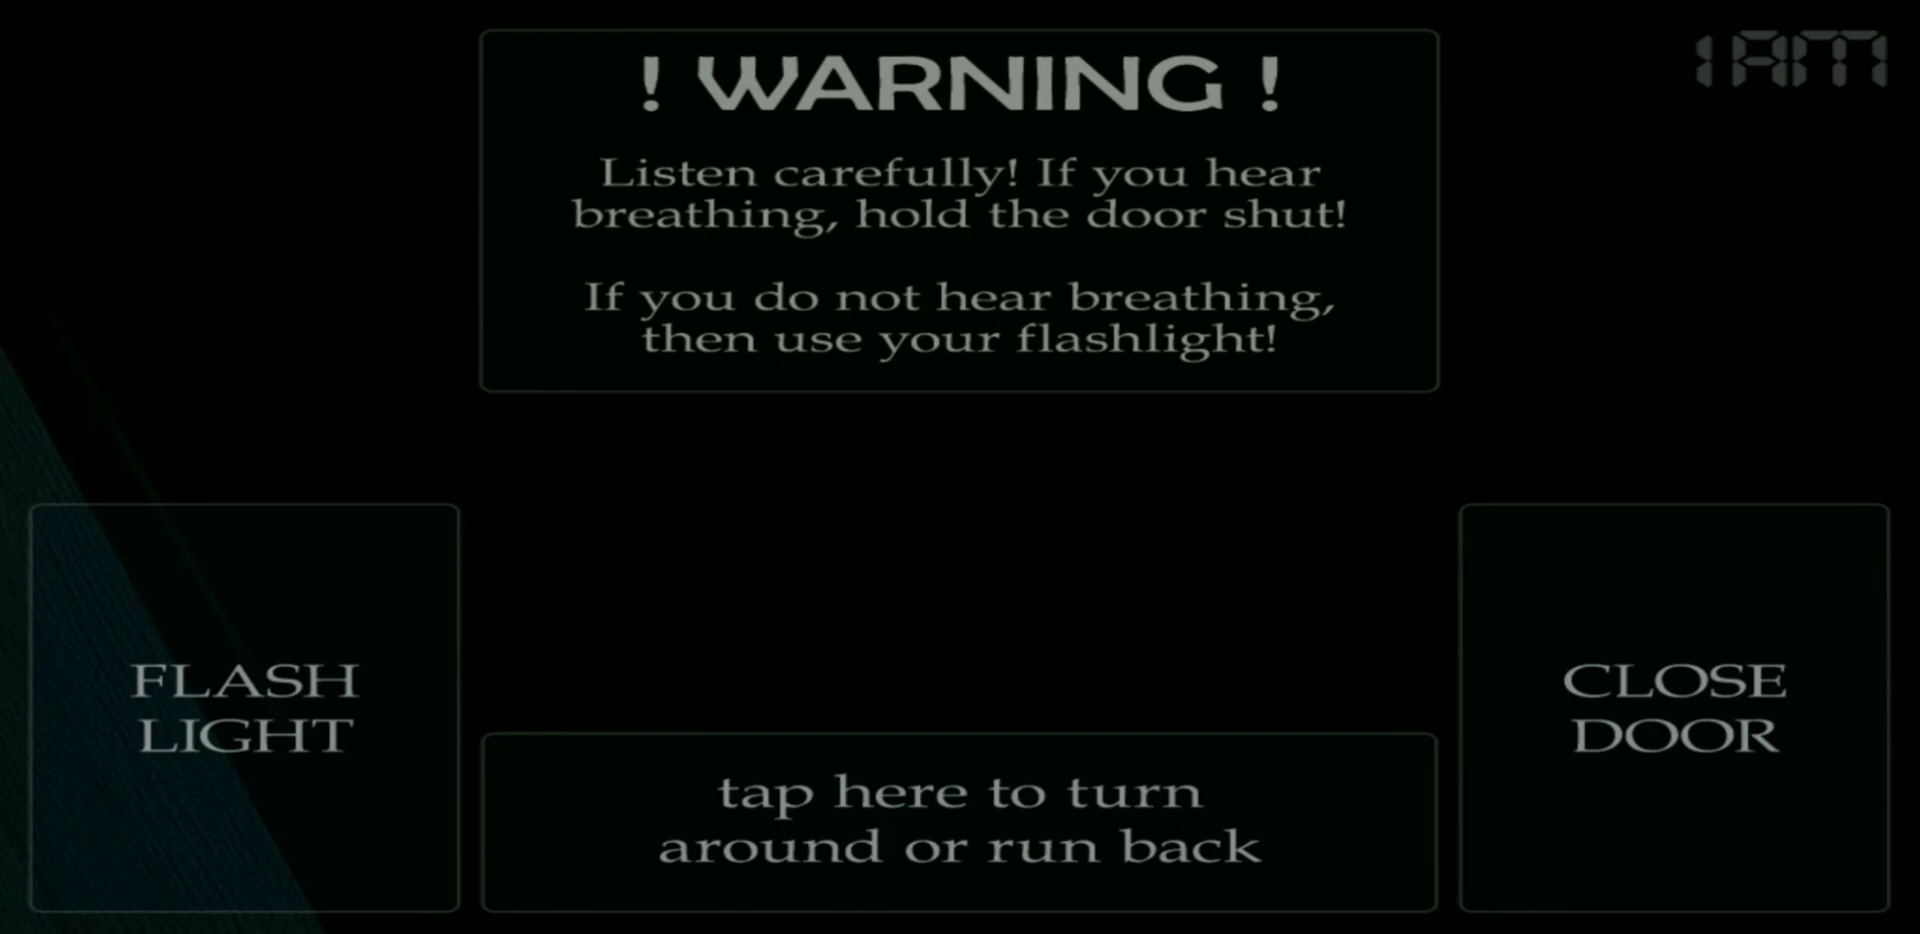 ! WARNING !
1AM
Listen carefully! If you hear
breathing, hold the door shut!
If you do not hear breathing,
then use your flashlight!
FLASH
LIGHT
CLOSE
DOOR
tap here to turn
around or run back